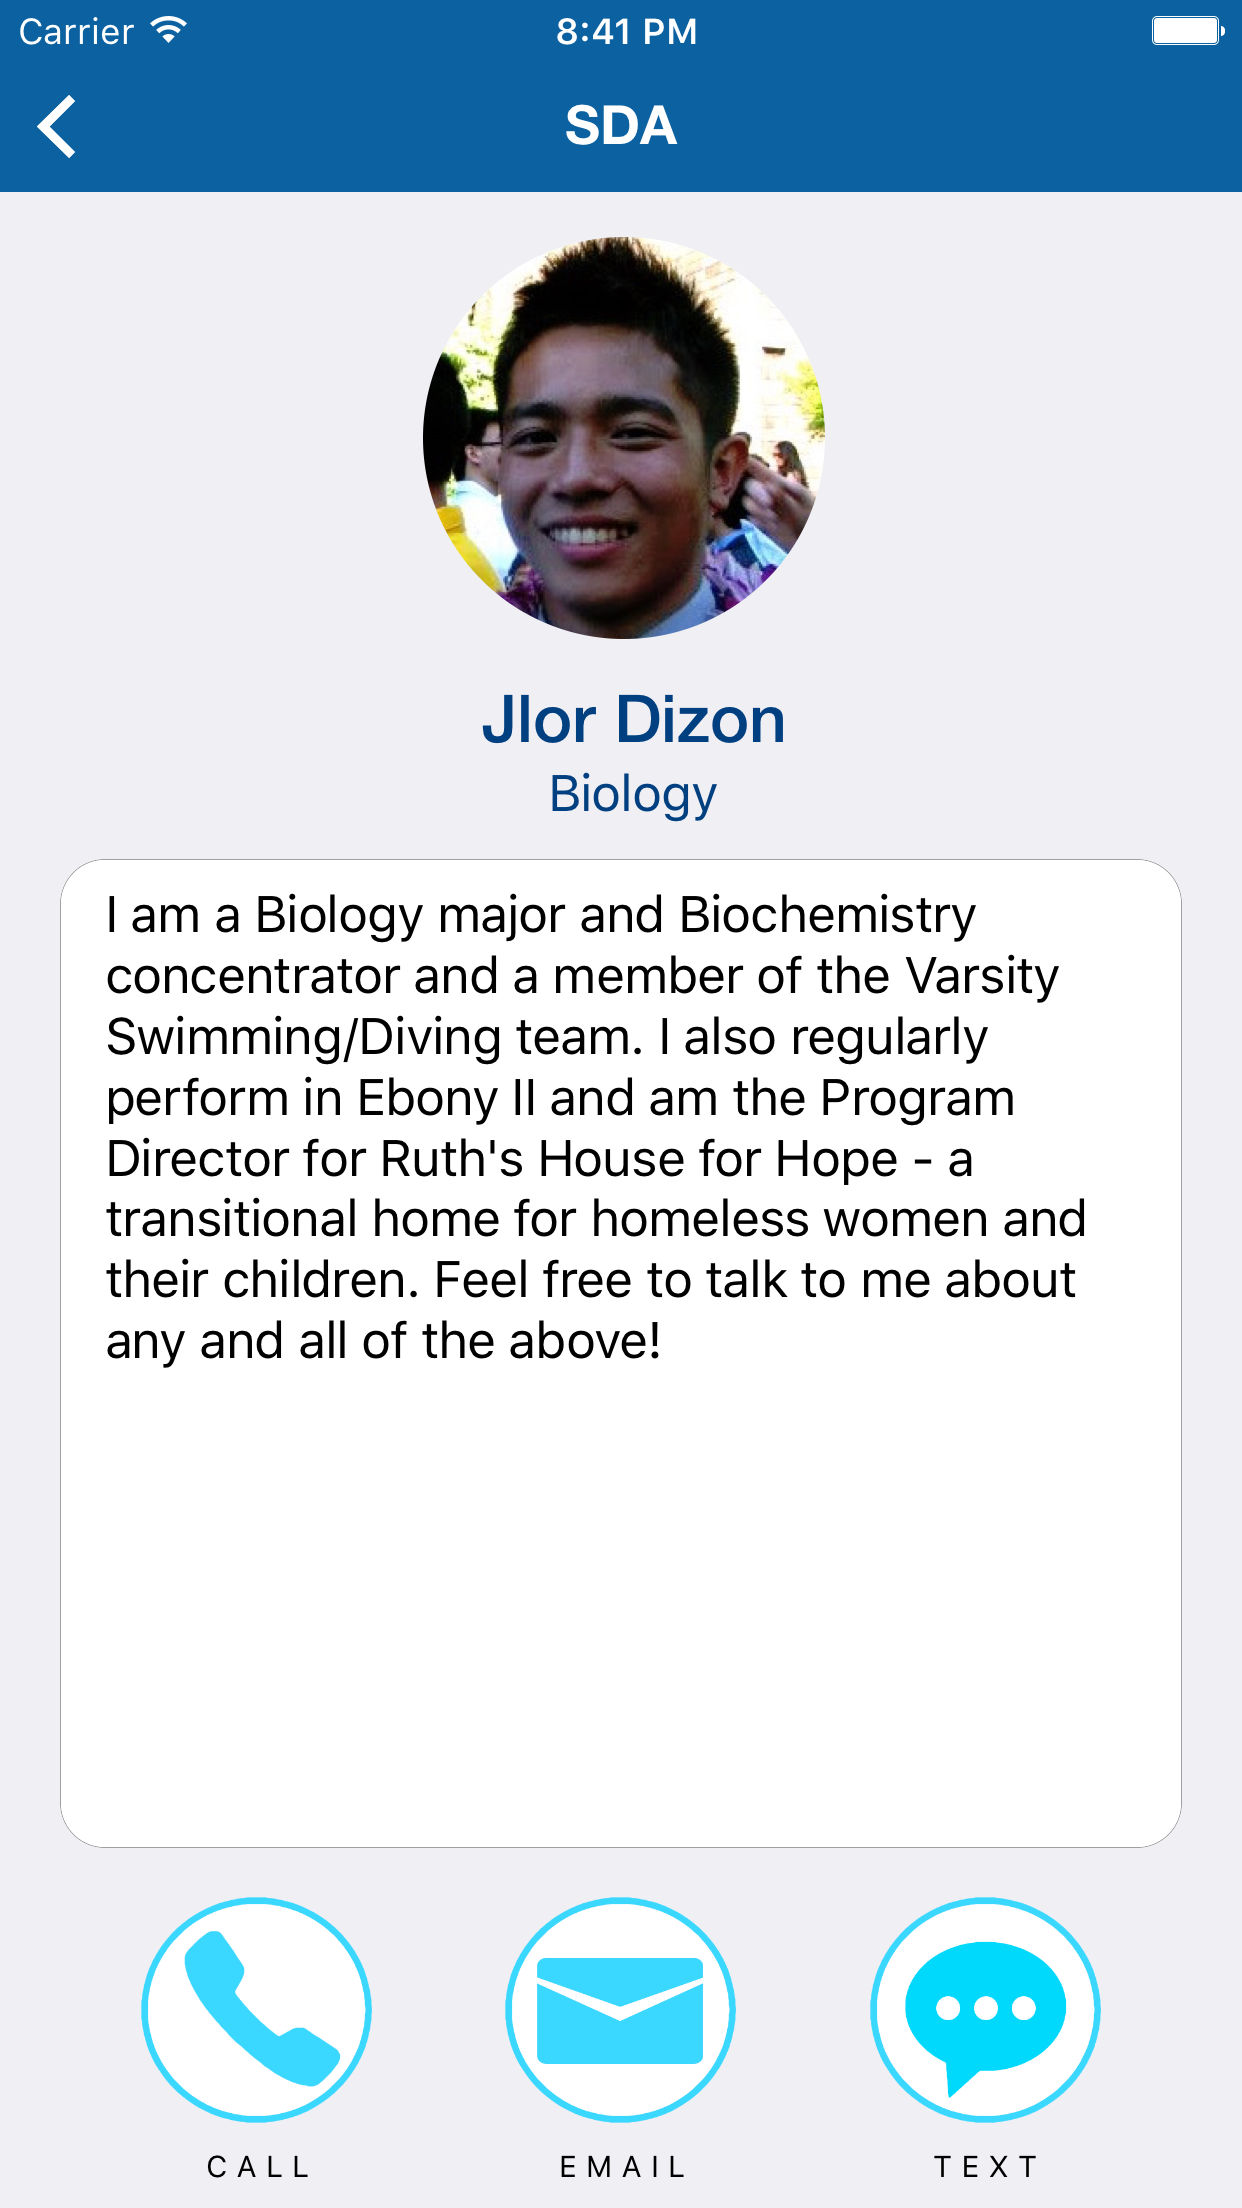 Carrier 8:41 PM
SDA
Jlor Dizon
Biology
I am a Biology major and Biochemistry
concentrator and a member of the Varsity
Swimming/Diving team. I also regularly
perform in Ebony II and am the Program
Director for Ruth's House for Hope - a
transitional home for homeless women and
their children. Feel free to talk to me about
any and all of the above!
CALL EMAIL TEXT